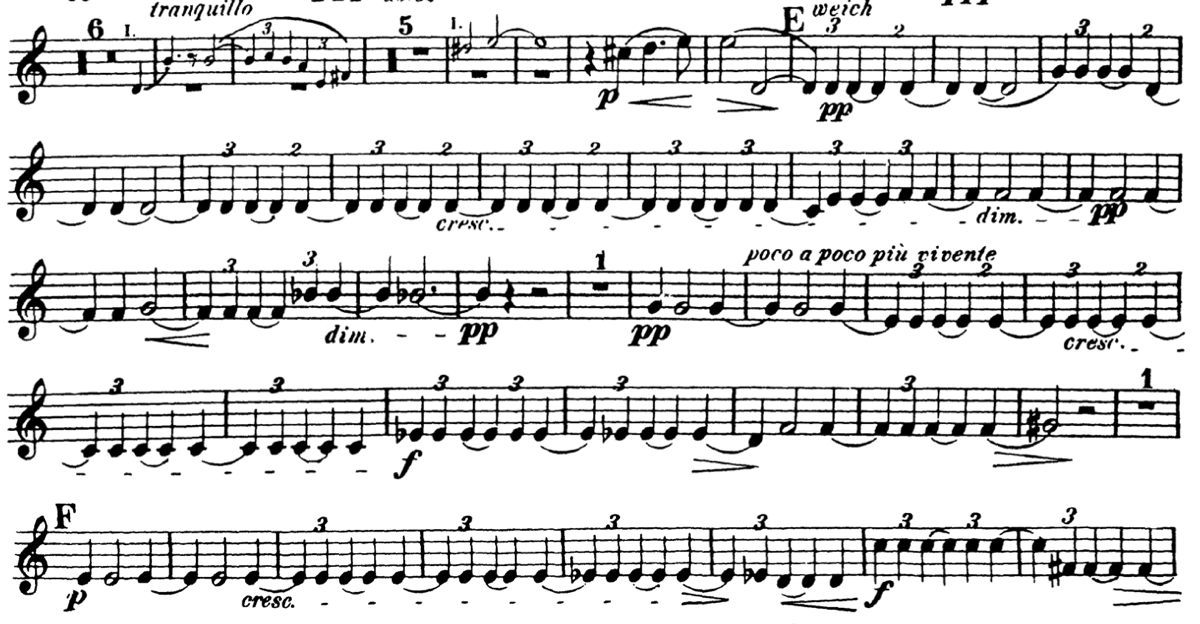 tranquillo
6 I. 3 3 5 1. E weich 3 2 3 2
p pp
3 2 3 2 3 2 3 3 3 3
cresc. dim. pp
3 3 1 poco a poco più vivente 3 2 3 2
dim. pp pp cresc.
3 3 3 3 3 3 1
f
F 3 3 3 3 3 3 3
p cresc. f